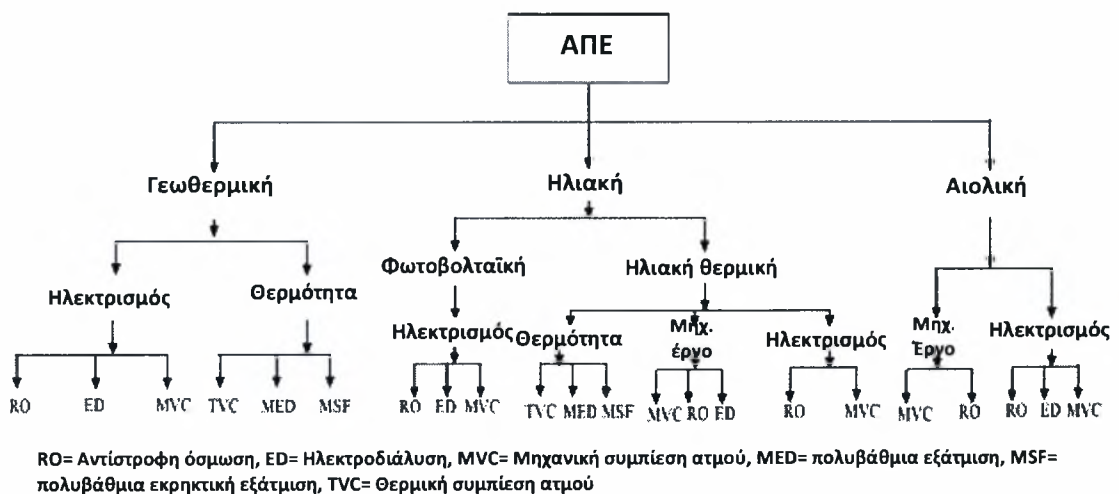 ΑΠΕ
Γεωθερμική Ηλιακή Αιολική
Φωτοβολταϊκή Ηλιακή θερμική
Ηλεκτρισμός Θερμότητα
Ηλεκτρισμός Θερμότητα Μηχ. έργο Ηλεκτρισμός Μηχ. Έργο Ηλεκτρισμός
RO ED MVC TVC MED MSF RO ED MVC TVC MED MSF MVC RO ED RO MVC MVC RO RO ED MVC
RO= Αντίστροφη όσμωση, ED= Ηλεκτροδιάλυση, MVC= Μηχανική συμπίεση ατμού, MED= πολυβάθμια εξάτμιση, MSF=
πολυβάθμια εκρηκτική εξάτμιση, TVC= Θερμική συμπίεση ατμού